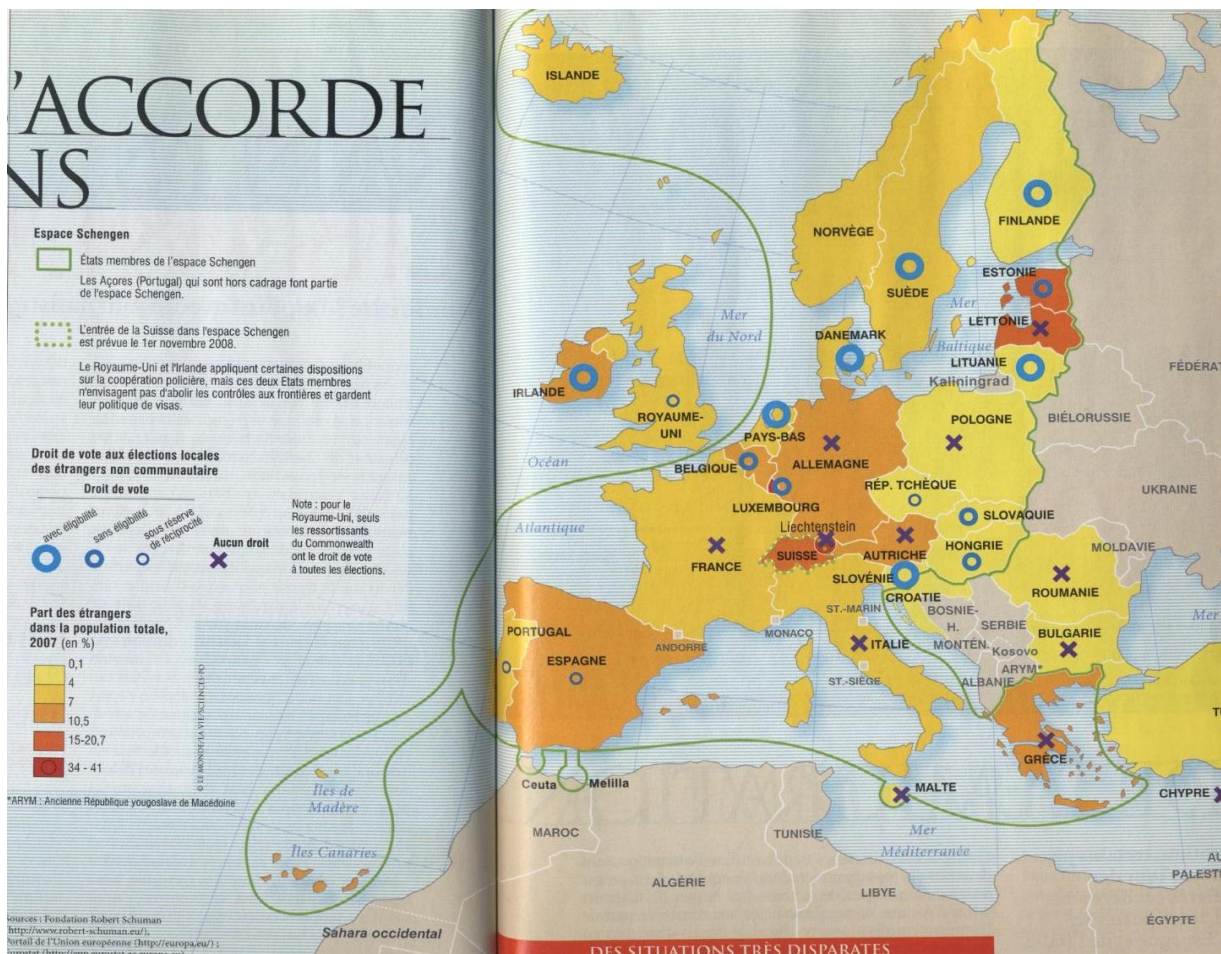 'ACCORDE
NS
Espace Schengen
États membres de l'espace Schengen
Les Açores (Portugal) qui sont hors cadrage font partie
de l'espace Schengen.
L'entrée de la Suisse dans l'espace Schengen
est prévue le 1er novembre 2008.
Le Royaume-Uni et l'Irlande appliquent certaines dispositions
sur la coopération policière, mais ces deux Etats membres
n'envisagent pas d'abolir les contrôles aux frontières et gardent
leur politique de visas.
Droit de vote aux élections locales
des étrangers non communautaire
Droit de vote
avec éligibilité
sans éligibilité
sous réserve
de réciprocité
Aucun droit
Note : pour le
Royaume-Uni, seuls
les ressortissants
du Commonwealth
ont le droit de vote
à toutes les élections.
Part des étrangers
dans la population totale,
2007 (en %)
0,1
4
7
10,5
15-20,7
34 - 41
© LE MONDE/LA VIE/SCIENCES-PO
*ARYM : Ancienne République yougoslave de Macédoine
Sources : Fondation Robert Schuman
(http://www.robert-schuman.eu/),
Portail de l'Union européenne (http://europa.eu/) ;
ISLANDE
FINLANDE
NORVÈGE
SUÈDE
ESTONIE
Mer
du Nord
Mer
Baltique
LETTONIE
DANEMARK
LITUANIE
Kaliningrad
FÉDÉRAT
IRLANDE
ROYAUME-
UNI
PAYS-BAS
POLOGNE
BIÉLORUSSIE
Océan
Atlantique
BELGIQUE
ALLEMAGNE
RÉP. TCHÈQUE
UKRAINE
LUXEMBOURG
SLOVAQUIE
Liechtenstein
SUISSE
AUTRICHE
HONGRIE
MOLDAVIE
FRANCE
SLOVÉNIE
CROATIE
ROUMANIE
ST.-MARIN
BOSNIE-
H.
SERBIE
Mer
PORTUGAL
MONACO
ANDORRE
ITALIE
MONTÉN.
Kosovo
BULGARIE
ESPAGNE
ST.-SIÈGE
ARYM*
ALBANIE
T
GRÈCE
Ceuta
Melilla
MALTE
CHYPRE
Îles de
Madère
MAROC
TUNISIE
Mer
Méditerranée
Îles Canaries
ALGÉRIE
LIBYE
PALEST
ÉGYPTE
Sahara occidental
DES SITUATIONS TRÈS DISPARATES